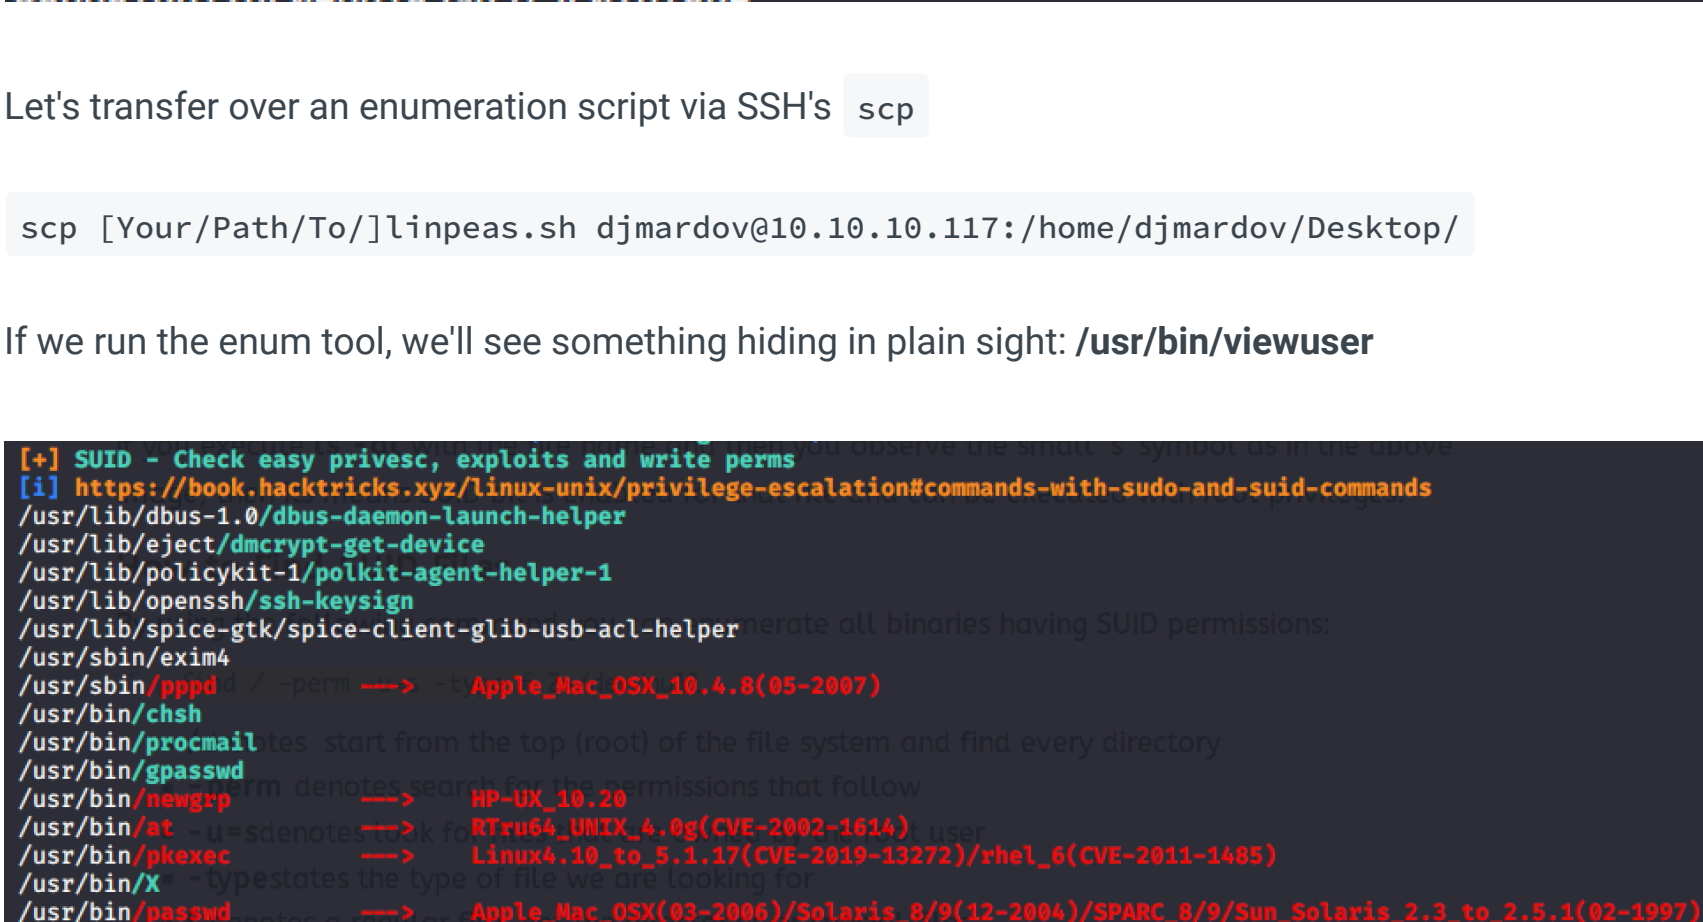 Let's transfer over an enumeration script via SSH's scp
scp [Your/Path/To/]linpeas.sh djmardov@10.10.10.117:/home/djmardov/Desktop/
If we run the enum tool, we'll see something hiding in plain sight: /usr/bin/viewuser
[+] SUID - Check easy privesc, exploits and write perms
[i] https://book.hacktricks.xyz/linux-unix/privilege-escalation#commands-with-sudo-and-suid-commands
/usr/lib/dbus-1.0/dbus-daemon-launch-helper
/usr/lib/eject/dmcrypt-get-device
/usr/lib/policykit-1/polkit-agent-helper-1
/usr/lib/openssh/ssh-keysign
/usr/lib/spice-gtk/spice-client-glib-usb-acl-helper
/usr/sbin/exim4
/usr/sbin/pppd ---> Apple_Mac_OSX_10.4.8(05-2007)
/usr/bin/chsh
/usr/bin/procmail
/usr/bin/gpasswd
/usr/bin/newgrp ---> HP-UX_10.20
/usr/bin/at ---> RTru64_UNIX_4.0g(CVE-2002-1614)
/usr/bin/pkexec ---> Linux4.10_to_5.1.17(CVE-2019-13272)/rhel_6(CVE-2011-1485)
/usr/bin/X
/usr/bin/passwd ---> Apple_Mac_OSX(03-2006)/Solaris_8/9(12-2004)/SPARC_8/9/Sun_Solaris_2.3_to_2.5.1(02-1997)